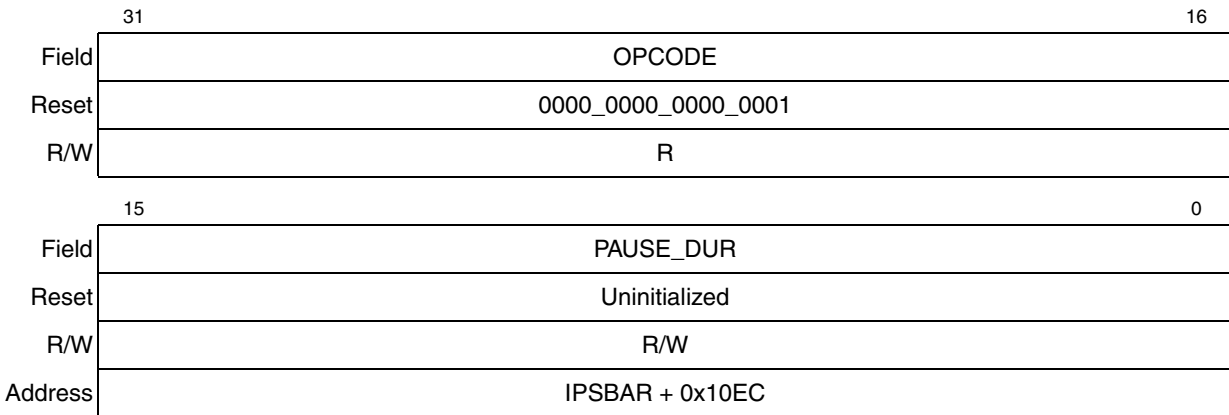 31 16
Field OPCODE
Reset 0000_0000_0000_0001
R/W R
15 0
Field PAUSE_DUR
Reset Uninitialized
R/W R/W
Address IPSBAR + 0x10EC